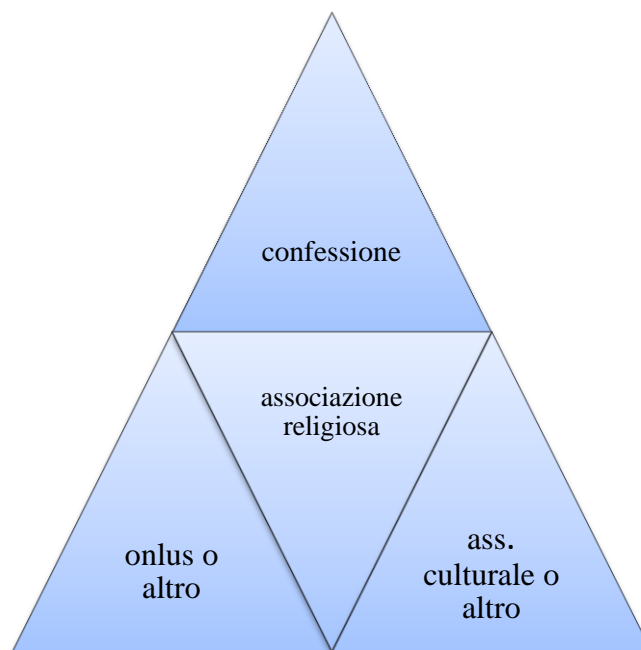 confessione
associazione
religiosa
onlus o
altro
ass.
culturale o
altro